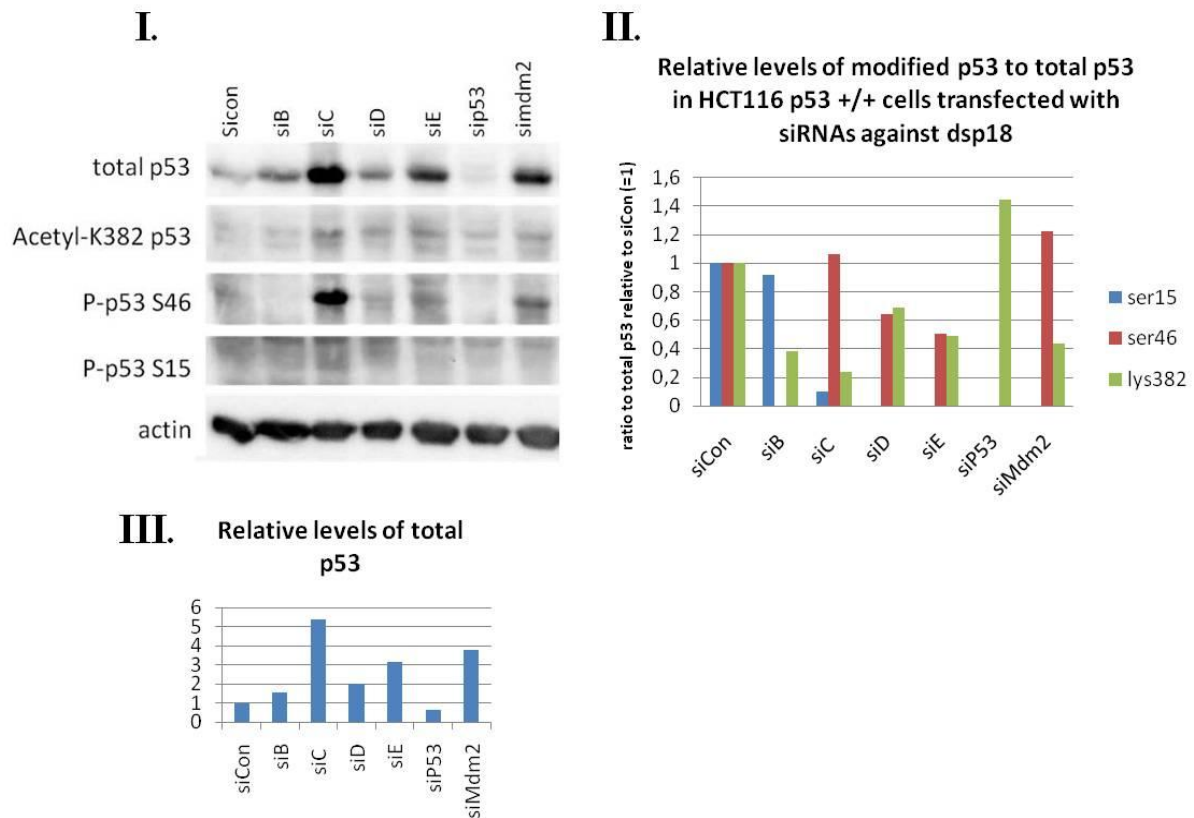 I.
Sicon siB siC siD siE sip53 simdm2
total p53
Acetyl-K382 p53
P-p53 S46
P-p53 S15
actin
II.
Relative levels of modified p53 to total p53
in HCT116 p53 +/+ cells transfected with
siRNAs against dsp18
ratio to total p53 relative to siCon (=1)
1,6
1,4
1,2
1
0,8
0,6
0,4
0,2
0
siCon siB siC siD siE siP53 siMdm2
ser15
ser46
lys382
III.
Relative levels of total
p53
6
5
4
3
2
1
0
siCon siB siC siD siE siP53 siMdm2